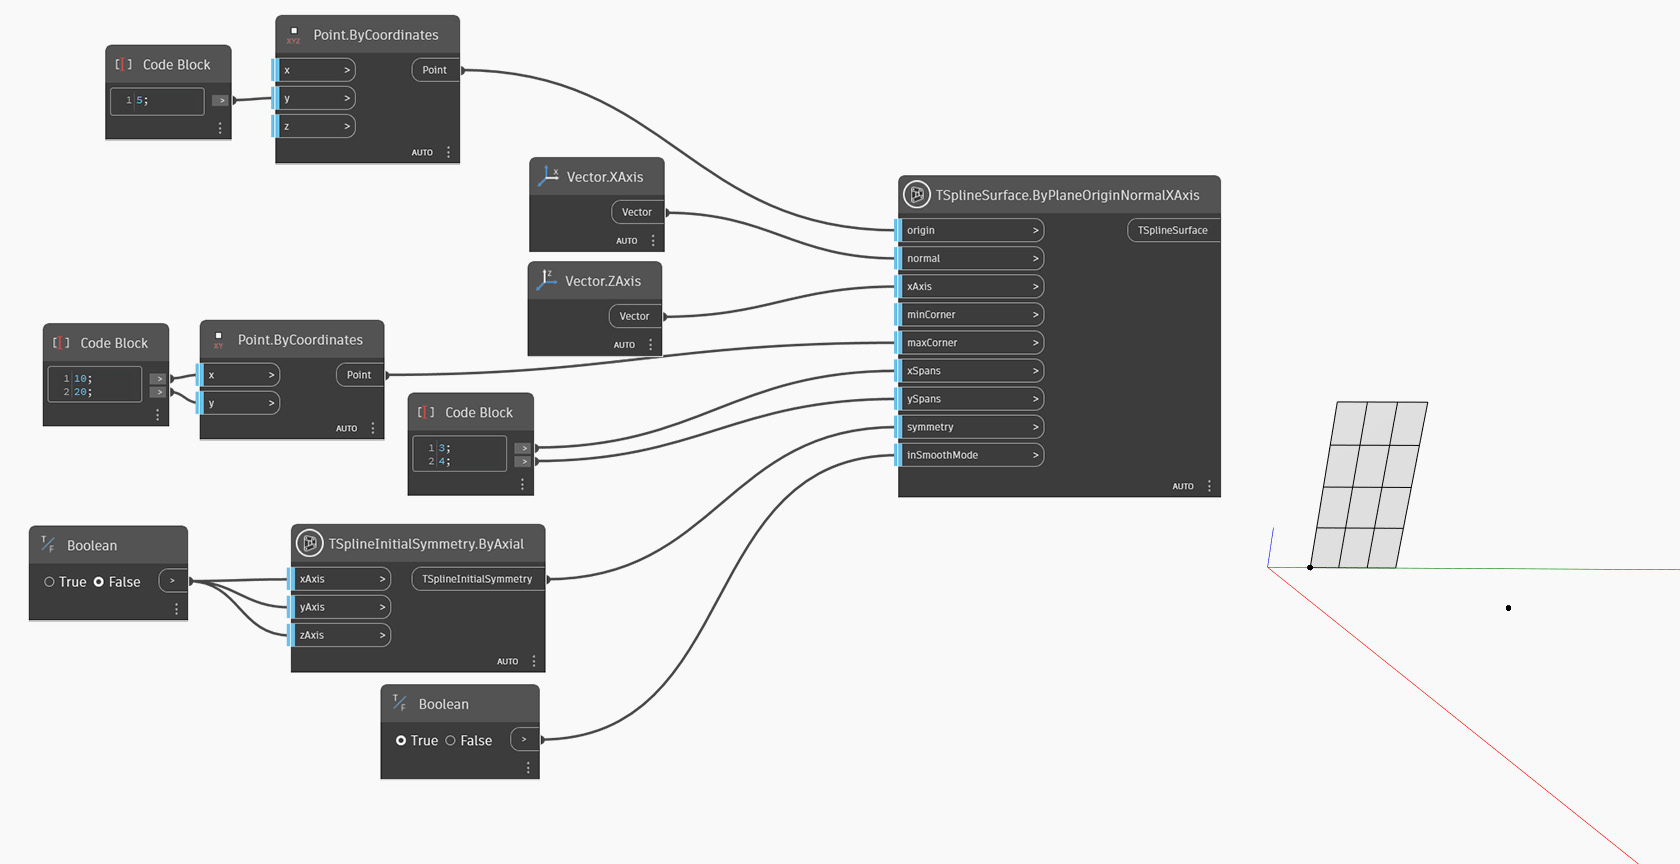 Point.ByCoordinates
XYZ
x >
y >
z >
Point
AUTO
Code Block
1 5;
>
Vector.XAxis
x
Vector
AUTO
Vector.ZAxis
z
Vector
AUTO
TSplineSurface.ByPlaneOriginNormalXAxis
origin >
normal >
xAxis >
minCorner >
maxCorner >
xSpans >
ySpans >
symmetry >
inSmoothMode >
TSplineSurface
AUTO
Code Block
1 10; >
2 20; >
Point.ByCoordinates
XY
x >
y >
Point
AUTO
Code Block
1 3; >
2 4; >
Boolean
T/F
True False >
TSplineInitialSymmetry.ByAxial
xAxis >
yAxis >
zAxis >
TSplineInitialSymmetry
AUTO
Boolean
T/F
True False >